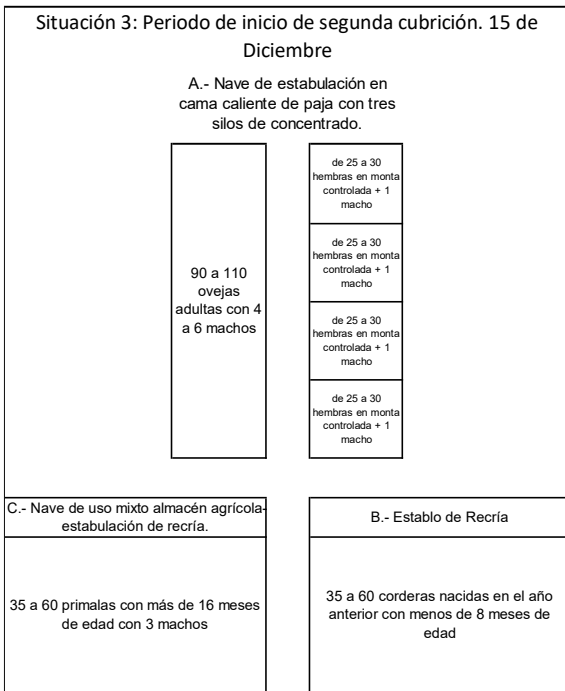 Situación 3: Periodo de inicio de segunda cubrición. 15 de
Diciembre
A.- Nave de estabulación en
cama caliente de paja con tres
silos de concentrado.
90 a 110
ovejas
adultas con 4
a 6 machos
de 25 a 30
hembras en monta
controlada + 1
macho
de 25 a 30
hembras en monta
controlada + 1
macho
de 25 a 30
hembras en monta
controlada + 1
macho
de 25 a 30
hembras en monta
controlada + 1
macho
C.- Nave de uso mixto almacén agrícola-
estabulación de recría.
35 a 60 primalas con más de 16 meses
de edad con 3 machos
B.- Establo de Recría
35 a 60 corderas nacidas en el año
anterior con menos de 8 meses de
edad